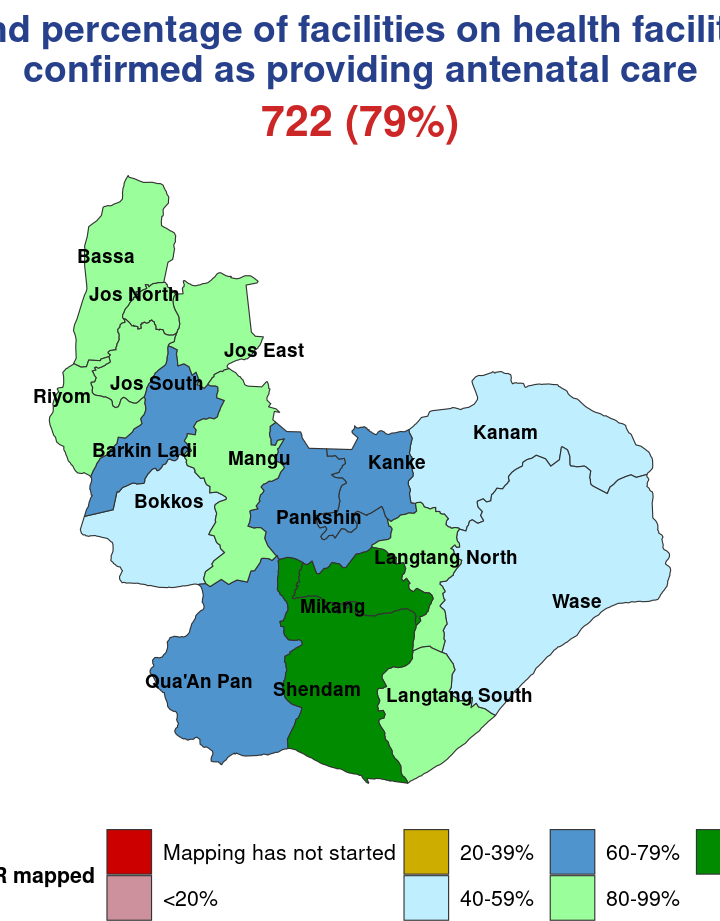 percentage of facilities on health
confirmed as providing antenatal care
722 (79%)
Bassa
Jos North
Jos East
Riyom
Jos South
Kanam
Barkin Ladi
Mangu
Kanke
Bokkos
Pankshin
Langtang North
Mikang
Wase
Qua'An Pan
Shendam
Langtang South
Mapping has not started
20-39%
60-79%
mapped
<20%
40-59%
80-99%